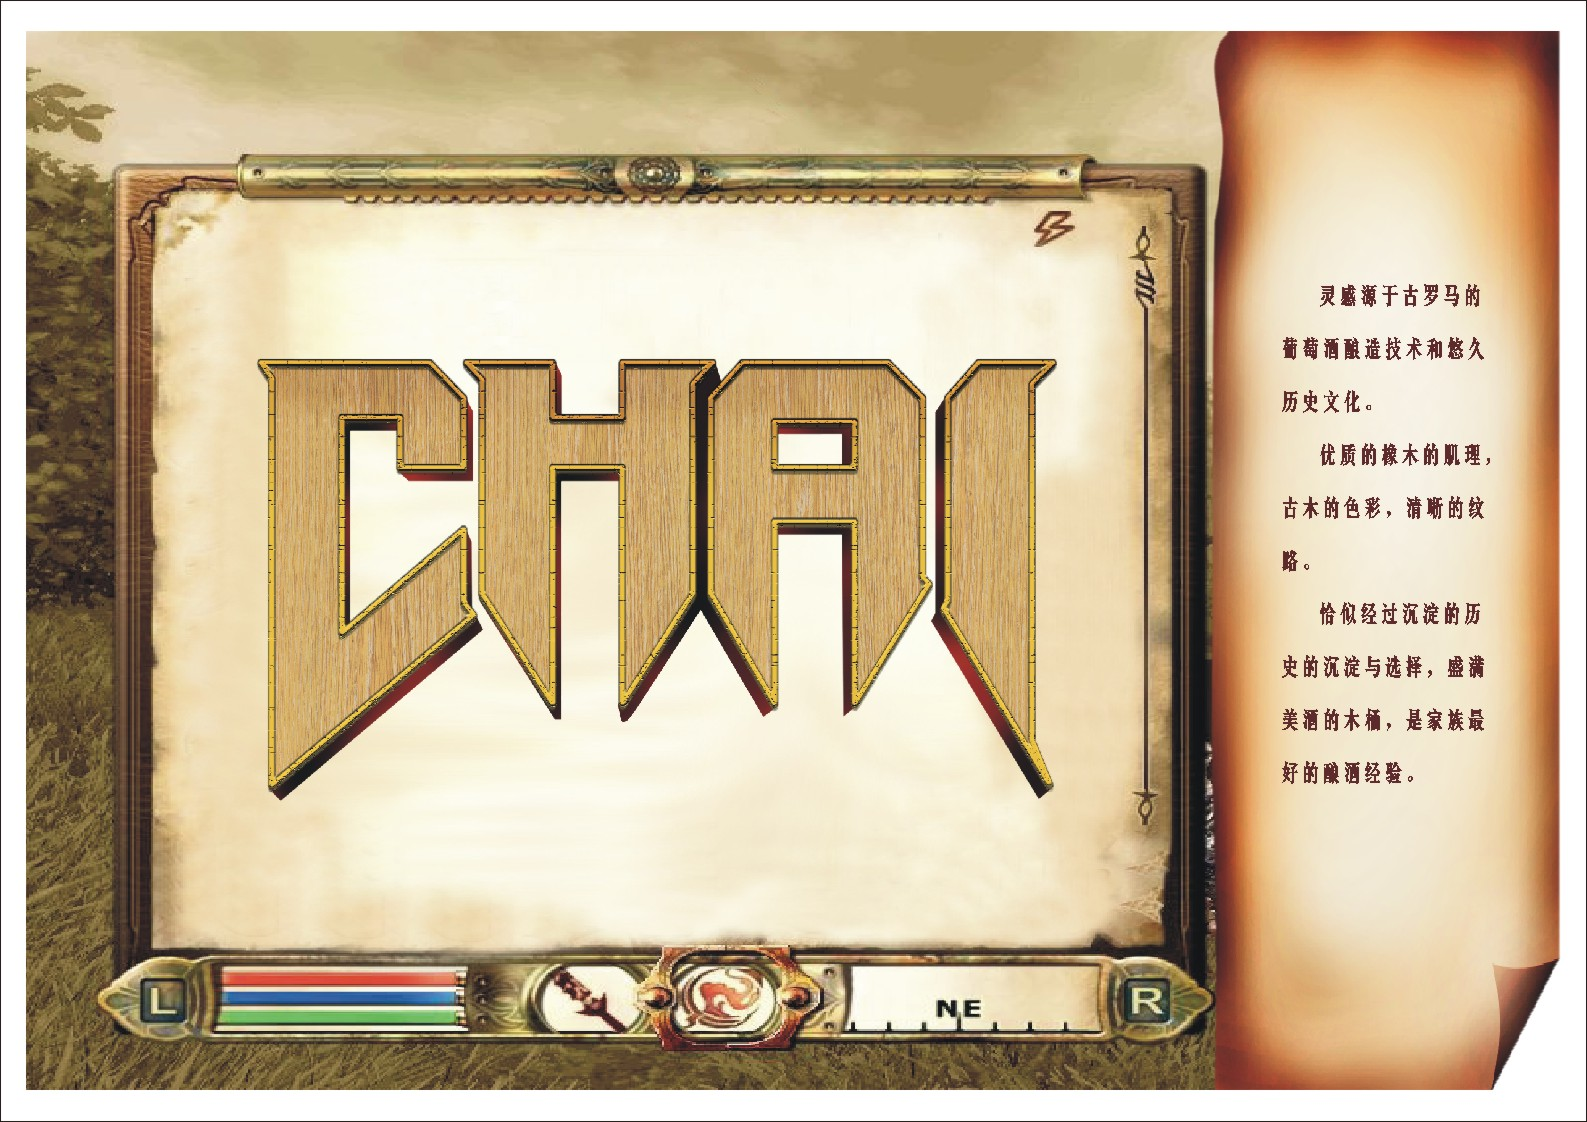 CHAI
L
NE
R
灵感源于古罗马的
葡萄酒酿造技术和悠久
历史文化。
优质的橡木的肌理，
古木的色彩，清晰的纹
略。
恰似经过沉淀的历
史的沉淀与选择，盛满
美酒的木桶，是家族最
好的酿酒经验。